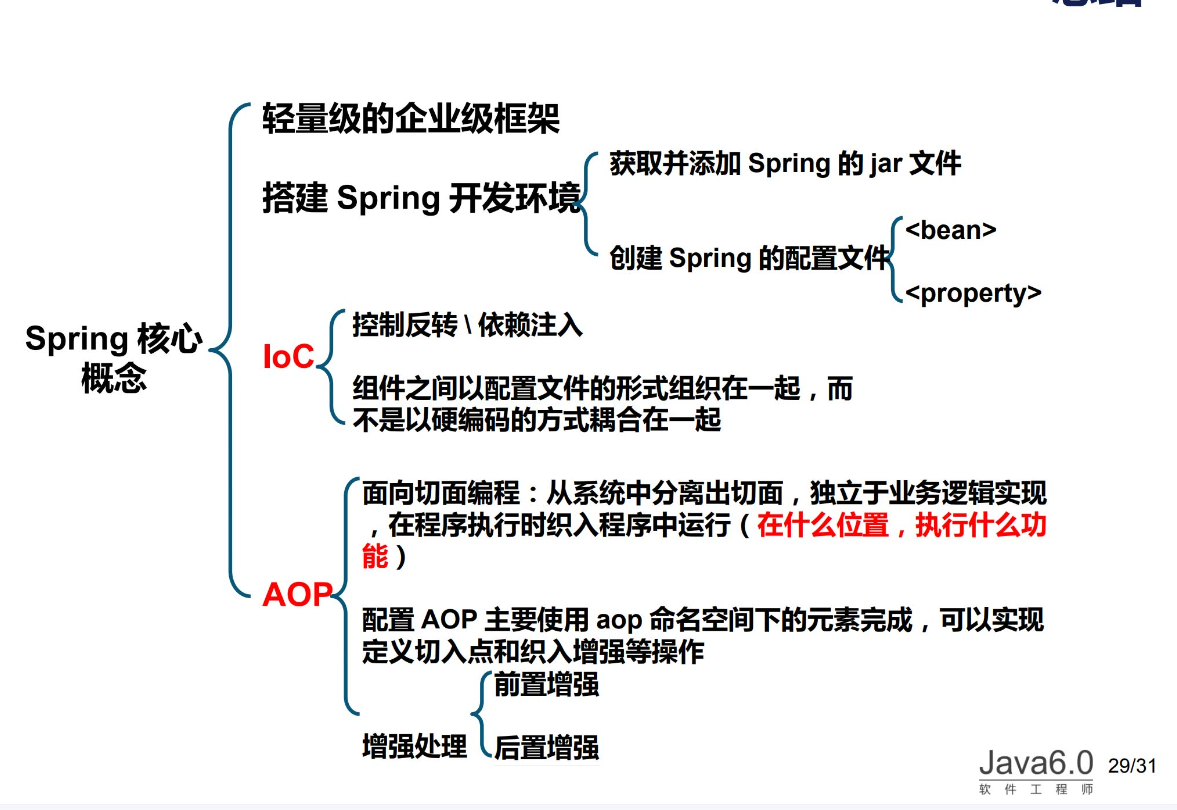 轻量级的企业级框架
获取并添加 Spring 的 jar 文件
搭建 Spring 开发环境
<bean>
创建 Spring 的配置文件
<property>
控制反转 \ 依赖注入
Spring 核心
概念
IoC
组件之间以配置文件的形式组织在一起，而
不是以硬编码的方式耦合在一起
面向切面编程：从系统中分离出切面，独立于业务逻辑实现
，在程序执行时织入程序中运行（在什么位置，执行什么功
能）
AOP
配置 AOP 主要使用 aop 命名空间下的元素完成，可以实现
定义切入点和织入增强等操作
前置增强
增强处理
后置增强
Java6.0
软件工程师
29/31